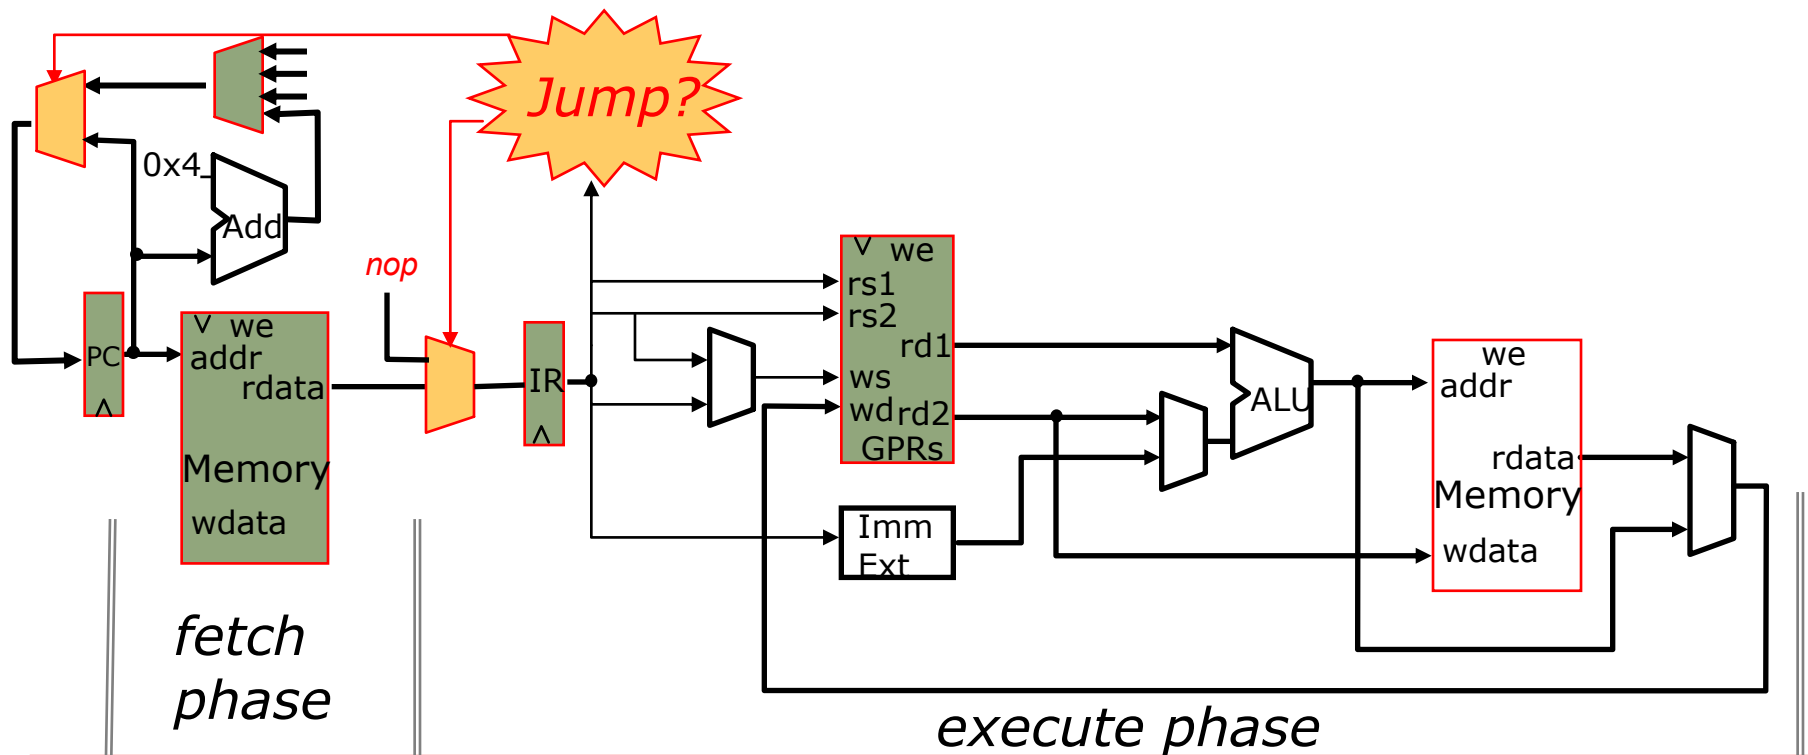 Jump?
0x4
Add
nop
PC
we
addr
rdata
Memory
wdata
IR
we
rs1
rs2
rd1
ws
wd rd2
GPRs
Imm
Ext
ALU
we
addr
rdata
Memory
wdata
fetch
phase
execute phase